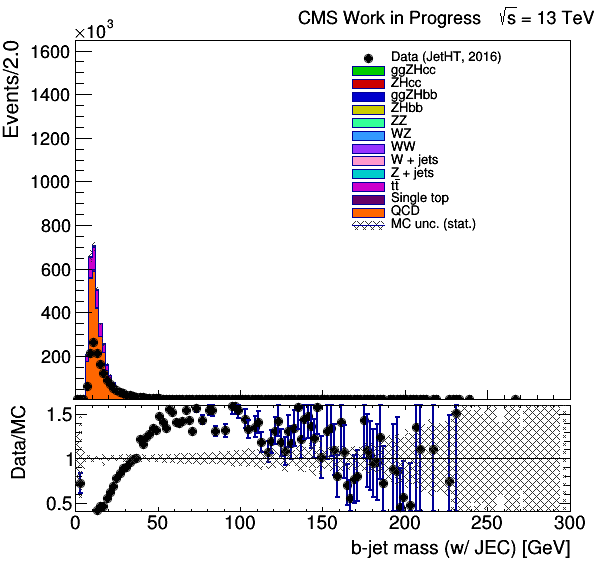 CMS Work in Progress √s = 13 TeV
×10³
Events/2.0
1600
1400
1200
1000
800
600
400
200
Data (JetHT, 2016)
ggZHcc
ZHcc
ggZHbb
ZHbb
ZZ
WZ
WW
W + jets
Z + jets
tt̄
Single top
QCD
MC unc. (stat.)
Data/MC
1.5
1
0.5
0 50 100 150 200 250 300
b-jet mass (w/ JEC) [GeV]